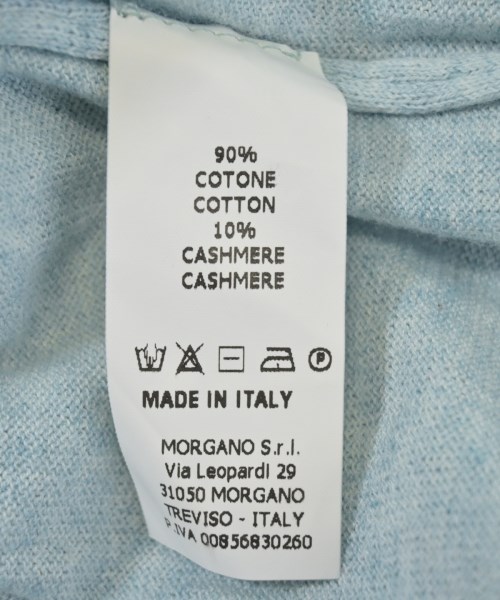 90%
COTONE
COTTON
10%
CASHMERE
CASHMERE
P
MADE IN ITALY
MORGANO S.r.l.
Via Leopardi 29
31050 MORGANO
TREVISO - ITALY
P.IVA 00856830260